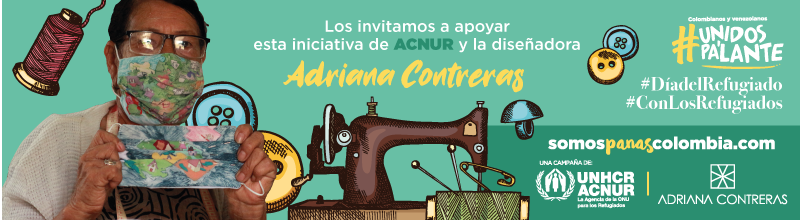 Los invitamos a apoyar
esta iniciativa de ACNUR y la diseñadora
Adriana Contreras
Colombianos y venezolanos
#UNIDOS
PA'LANTE
#DíadelRefugiado
#ConLosRefugiados
somospanascolombia.com
UNA CAMPAÑA DE:
UNHCR
ACNUR
La Agencia de la ONU
para los Refugiados
ADRIANA CONTRERAS